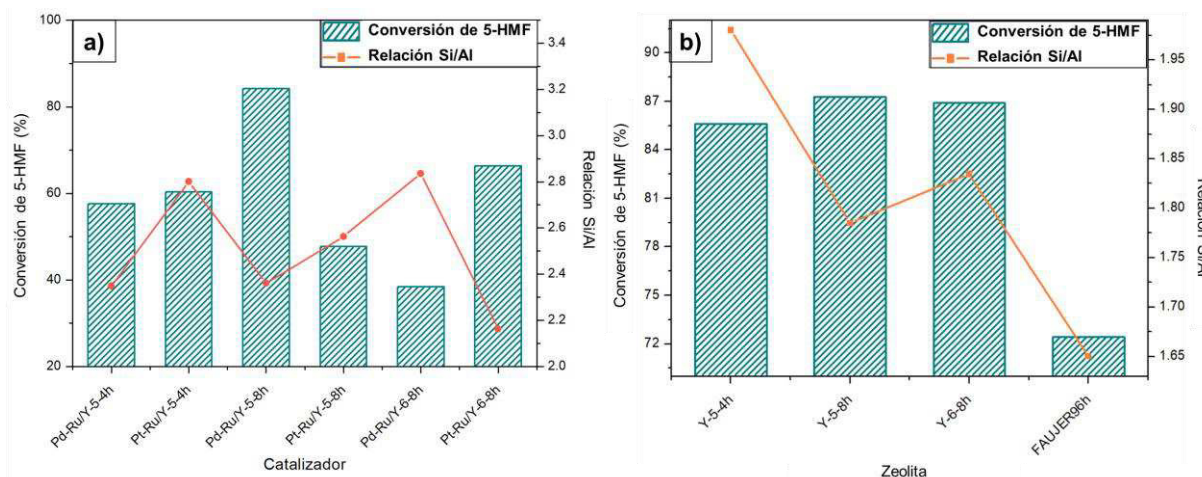 a)
Conversión de 5-HMF
Relación Si/Al
Conversión de 5-HMF (%)
100
80
60
40
20
3.4
3.2
3.0
2.8
2.6
2.4
2.2
2.0
Relación Si/Al
Pd-Ru/Y-5-4h
Pt-Ru/Y-5-4h
Pd-Ru/Y-5-8h
Pt-Ru/Y-5-8h
Pd-Ru/Y-6-8h
Pt-Ru/Y-6-8h
Catalizador
b)
Conversión de 5-HMF
Relación Si/Al
Conversión de 5-HMF (%)
90
87
84
81
78
75
72
1.95
1.90
1.85
1.80
1.75
1.70
1.65
Relación Si/Al
Y-5-4h
Y-5-8h
Y-6-8h
FAUJER96h
Zeolita